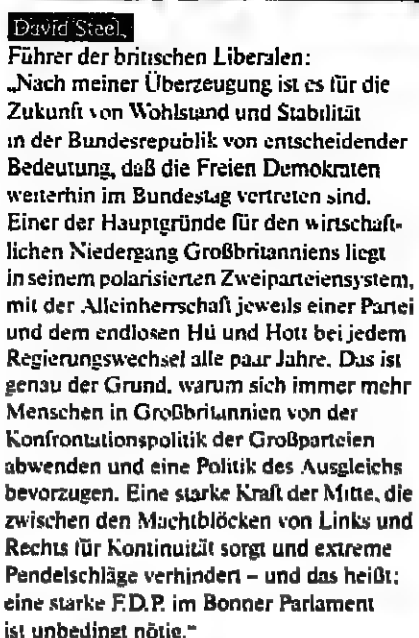 David Steel,
Führer der britischen Liberalen:
„Nach meiner Überzeugung ist es für die
Zukunft von Wohlstand und Stabilität
in der Bundesrepublik von entscheidender
Bedeutung, daß die Freien Demokraten
weiterhin im Bundestag vertreten sind.
Einer der Hauptgründe für den wirtschaft-
lichen Niedergang Großbritanniens liegt
in seinem polarisierten Zweiparteiensystem,
mit der Alleinherrschaft jeweils einer Partei
und dem endlosen Hü und Hott bei jedem
Regierungswechsel alle paar Jahre. Das ist
genau der Grund, warum sich immer mehr
Menschen in Großbritannien von der
Konfrontationspolitik der Großparteien
abwenden und eine Politik des Ausgleichs
bevorzugen. Eine starke Kraft der Mitte, die
zwischen den Machtblöcken von Links und
Rechts für Kontinuität sorgt und extreme
Pendelschläge verhindert – und das heißt:
eine starke F.D.P. im Bonner Parlament
ist unbedingt nötig.“